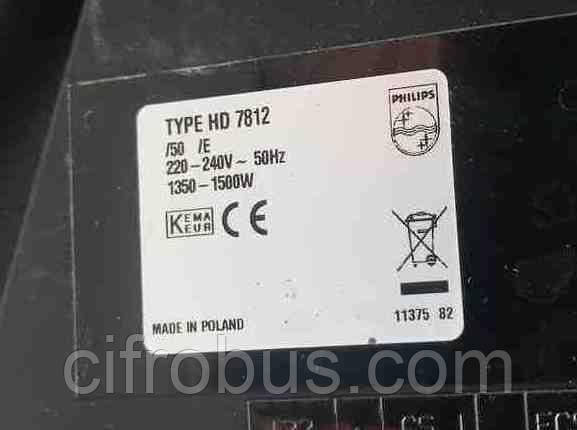 TYPE HD 7812
/50 /E
220-240V ~ 50Hz
1350-1500W
PHILIPS
KEMA
KEUR
CE
MADE IN POLAND
11375 82
cifrobus.com